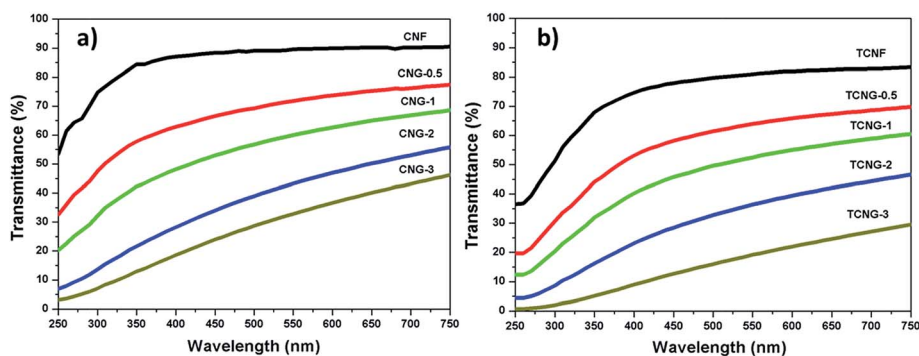 a)
Transmittance (%)
100
90
80
70
60
50
40
30
20
10
0
CNF
CNG-0.5
CNG-1
CNG-2
CNG-3
250 300 350 400 450 500 550 600 650 700 750
Wavelength (nm)
b)
Transmittance (%)
100
90
80
70
60
50
40
30
20
10
0
TCNF
TCNG-0.5
TCNG-1
TCNG-2
TCNG-3
250 300 350 400 450 500 550 600 650 700 750
Wavelength (nm)